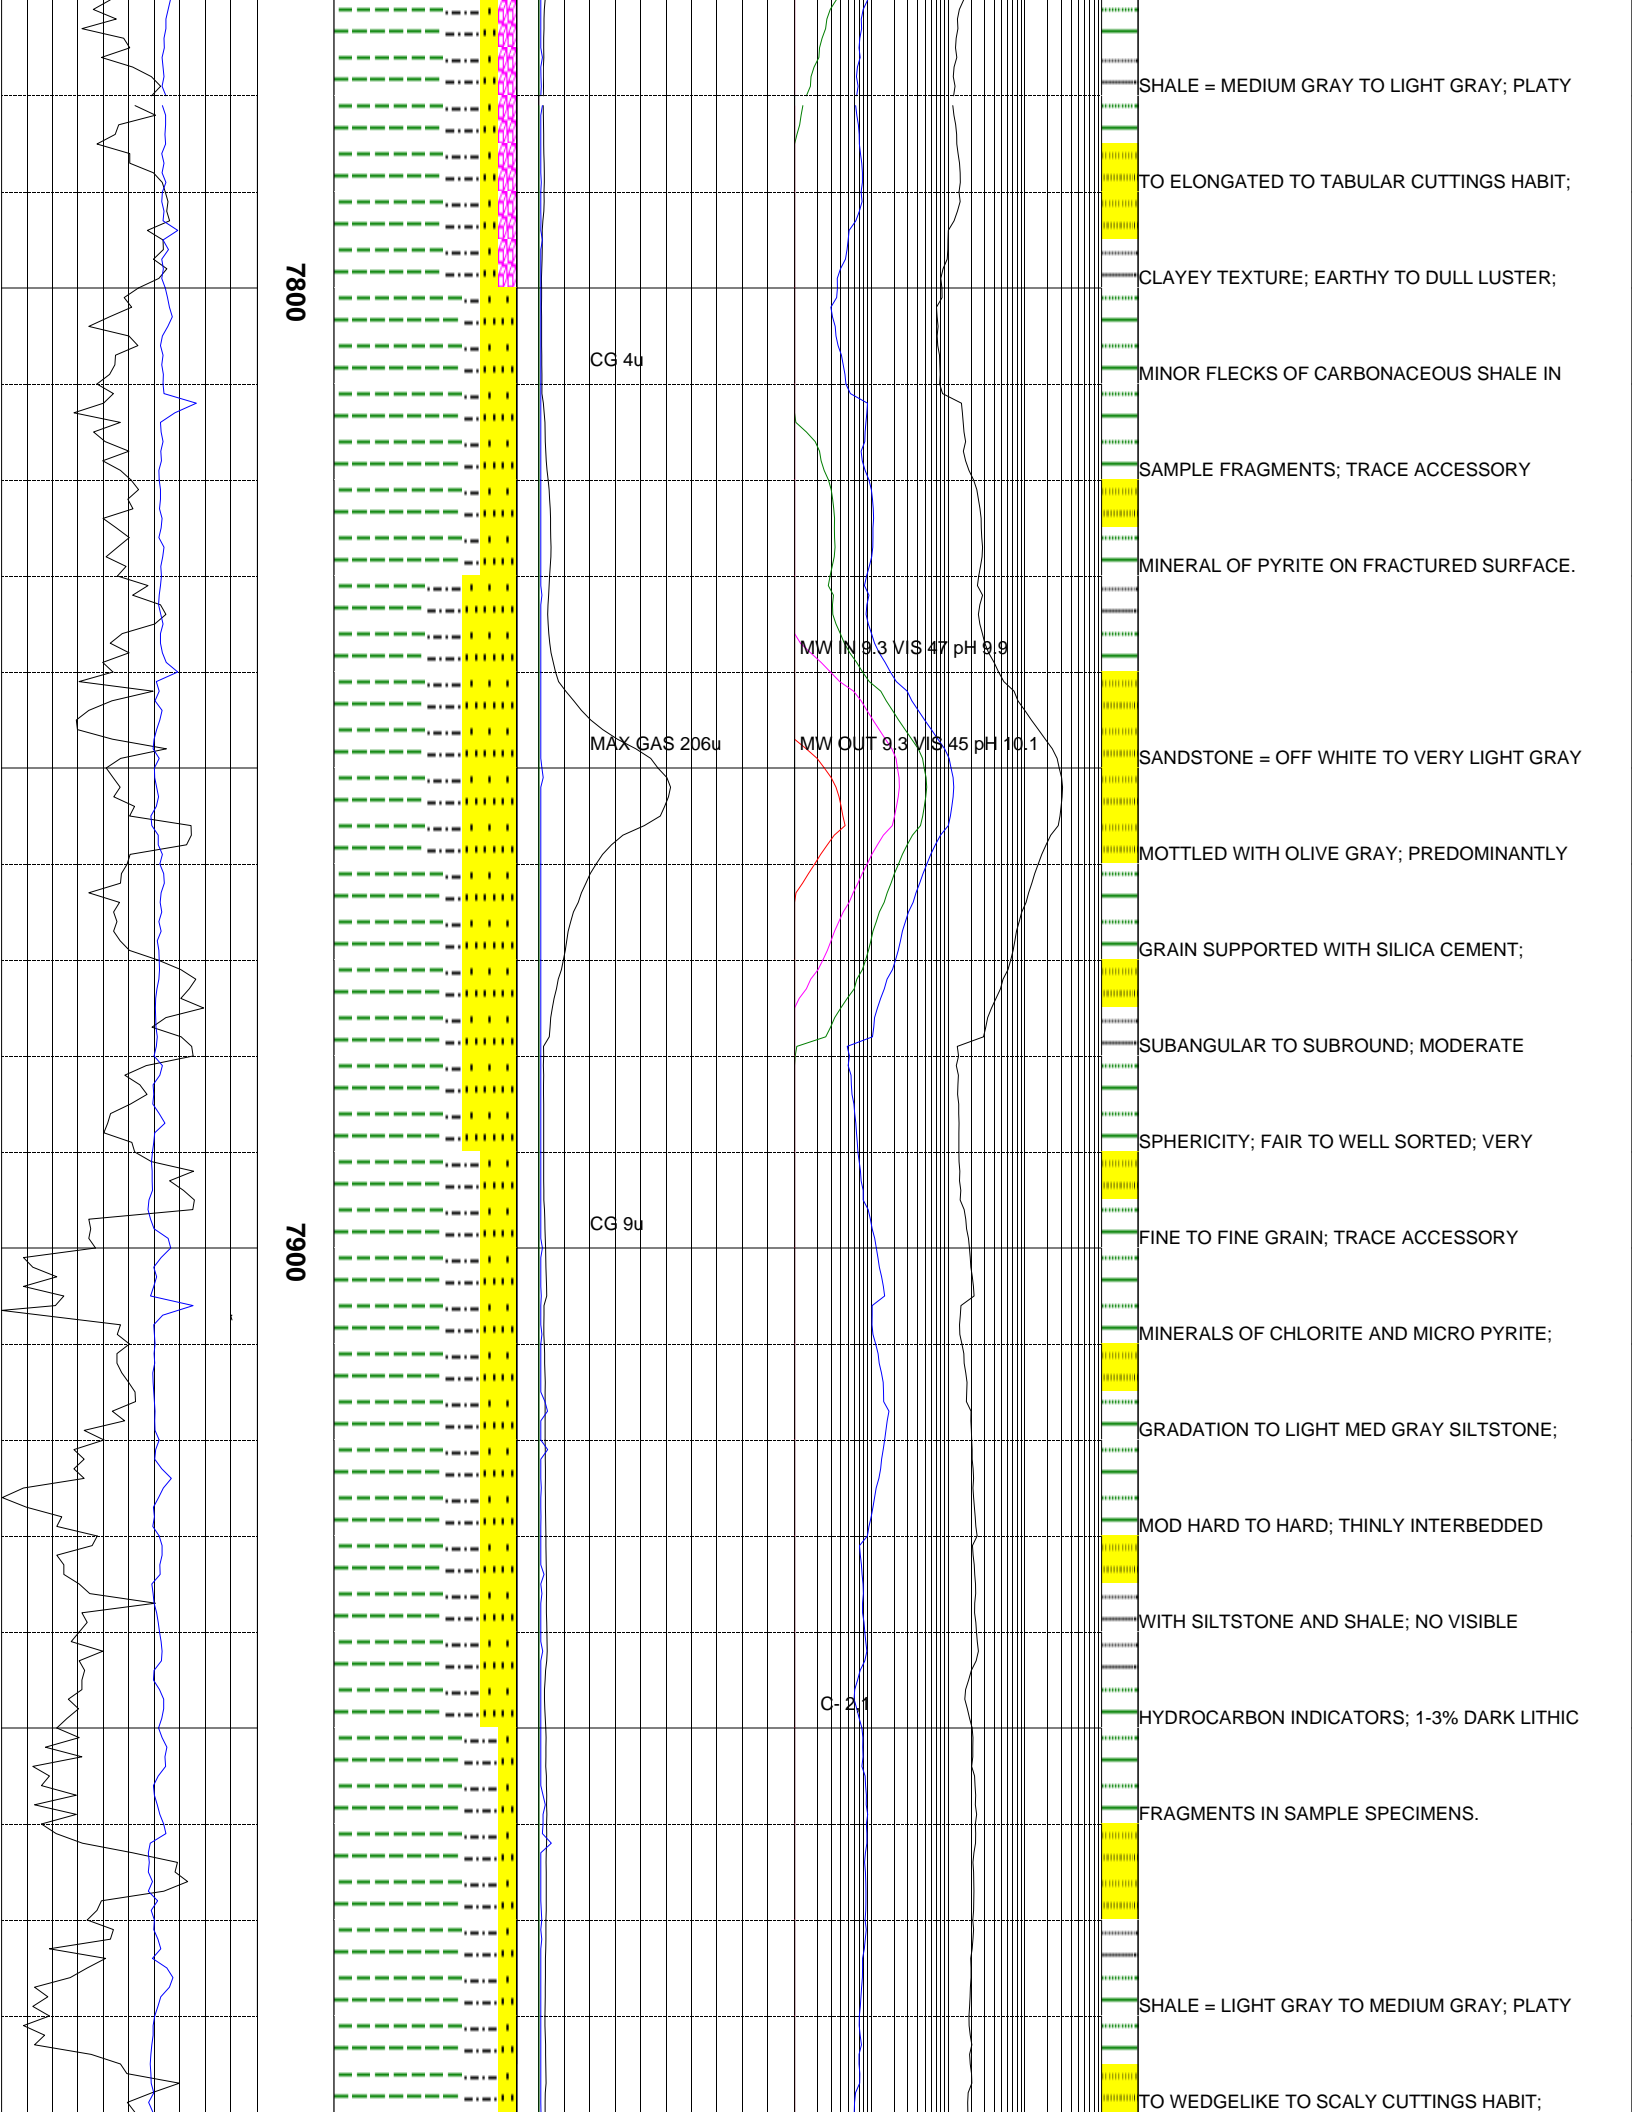 SHALE = MEDIUM GRAY TO LIGHT GRAY; PLATY
TO ELONGATED TO TABULAR CUTTINGS HABIT;
7800
CLAYEY TEXTURE; EARTHY TO DULL LUSTER;
CG 4u
MINOR FLECKS OF CARBONACEOUS SHALE IN
SAMPLE FRAGMENTS; TRACE ACCESSORY
MINERAL OF PYRITE ON FRACTURED SURFACE.
MW IN 9.3 VIS 47 pH 9.9
MAX GAS 206u
MW OUT 9.3 VIS 45 pH 10.1
SANDSTONE = OFF WHITE TO VERY LIGHT GRAY
MOTTLED WITH OLIVE GRAY; PREDOMINANTLY
GRAIN SUPPORTED WITH SILICA CEMENT;
SUBANGULAR TO SUBROUND; MODERATE
SPHERICITY; FAIR TO WELL SORTED; VERY
7900
CG 9u
FINE TO FINE GRAIN; TRACE ACCESSORY
MINERALS OF CHLORITE AND MICRO PYRITE;
GRADATION TO LIGHT MED GRAY SILTSTONE;
MOD HARD TO HARD; THINLY INTERBEDDED
WITH SILTSTONE AND SHALE; NO VISIBLE
C- 2.1
HYDROCARBON INDICATORS; 1-3% DARK LITHIC
FRAGMENTS IN SAMPLE SPECIMENS.
SHALE = LIGHT GRAY TO MEDIUM GRAY; PLATY
TO WEDGELIKE TO SCALY CUTTINGS HABIT;